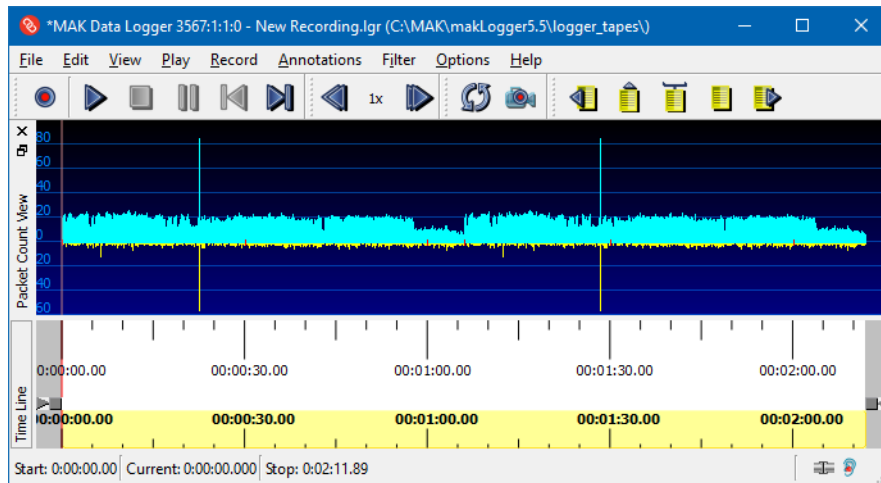 *MAK Data Logger 3567:1:1:0 - New Recording.lgr (C:\MAK\makLogger5.5\logger_tapes\)
File Edit View Play Record Annotations Filter Options Help
1x
Packet Count View
80
60
40
20
0
20
40
60
Time Line
0:00:00.00 00:00:30.00 00:01:00.00 00:01:30.00 00:02:00.00
0:00:00.00 00:00:30.00 00:01:00.00 00:01:30.00 00:02:00.00
Start: 0:00:00.00 Current: 0:00:00.000 Stop: 0:02:11.89